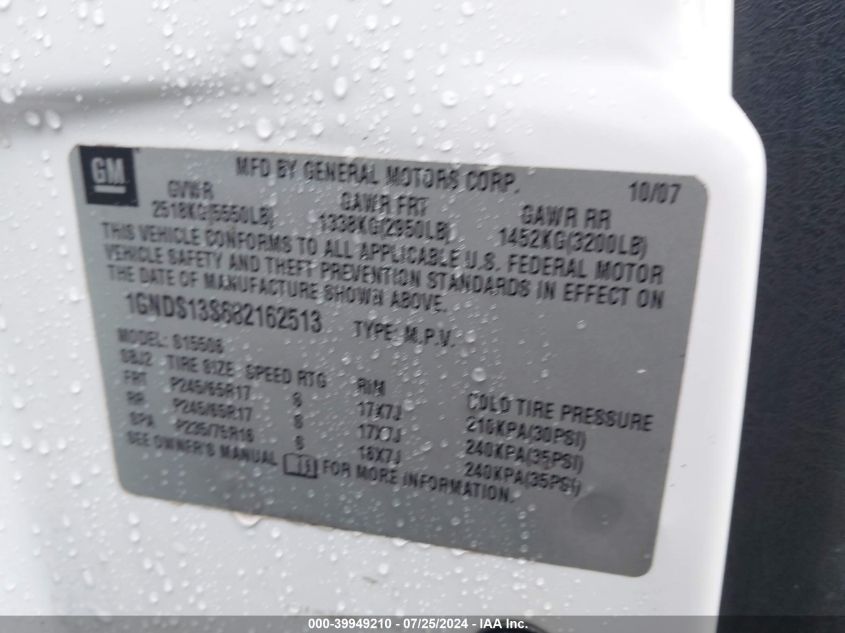 GM
MFD BY GENERAL MOTORS CORP. 10/07
GVWR GAWR FRT GAWR RR
2518KG(5550LB) 1338KG(2950LB) 1452KG(3200LB)
THIS VEHICLE CONFORMS TO ALL APPLICABLE U.S. FEDERAL MOTOR
VEHICLE SAFETY AND THEFT PREVENTION STANDARDS IN EFFECT ON
THE DATE OF MANUFACTURE SHOWN ABOVE.
1GNDS13S682162513 TYPE: M.P.V.
MODEL: S15506
SBJ2 TIRE SIZE SPEED RTG RIM COLD TIRE PRESSURE
FRT P245/65R17 S 17X7J 210KPA(30PSI)
RR P245/65R17 S 17X7J 240KPA(35PSI)
SPA P235/75R16 S 16X7J 240KPA(35PSI)
SEE OWNER'S MANUAL FOR MORE INFORMATION.
000-39949210 - 07/25/2024 - IAA Inc.